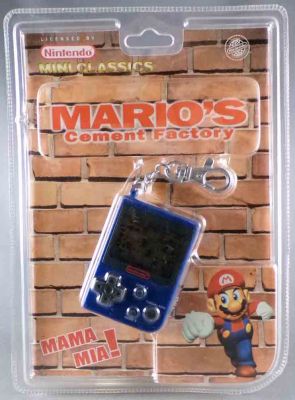 LICENSED BY
Nintendo
MINI CLASSICS
MARIO'S
Cement Factory
MAMA
MIA!